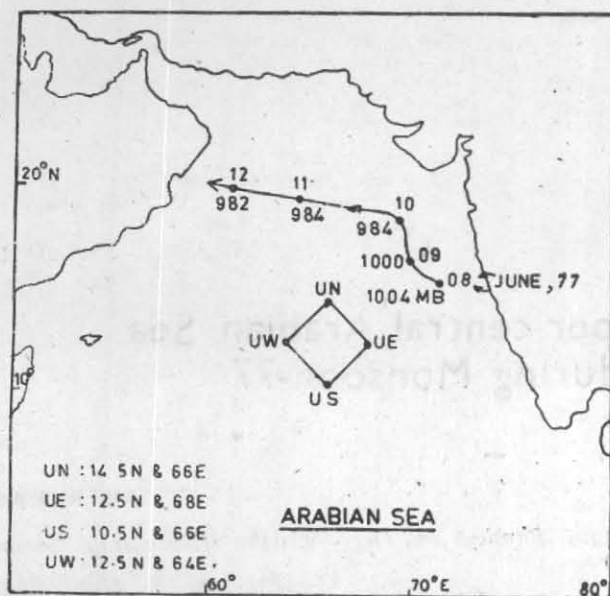 20°N
12
11
10
982
984
984
09
1000
08
JUNE, 77
1004 MB
UN
UW
UE
10°
US
UN : 14.5N & 66E
UE : 12.5N & 68E
US : 10.5N & 66E
UW : 12.5N & 64E.
ARABIAN SEA
60°
70°E
80°